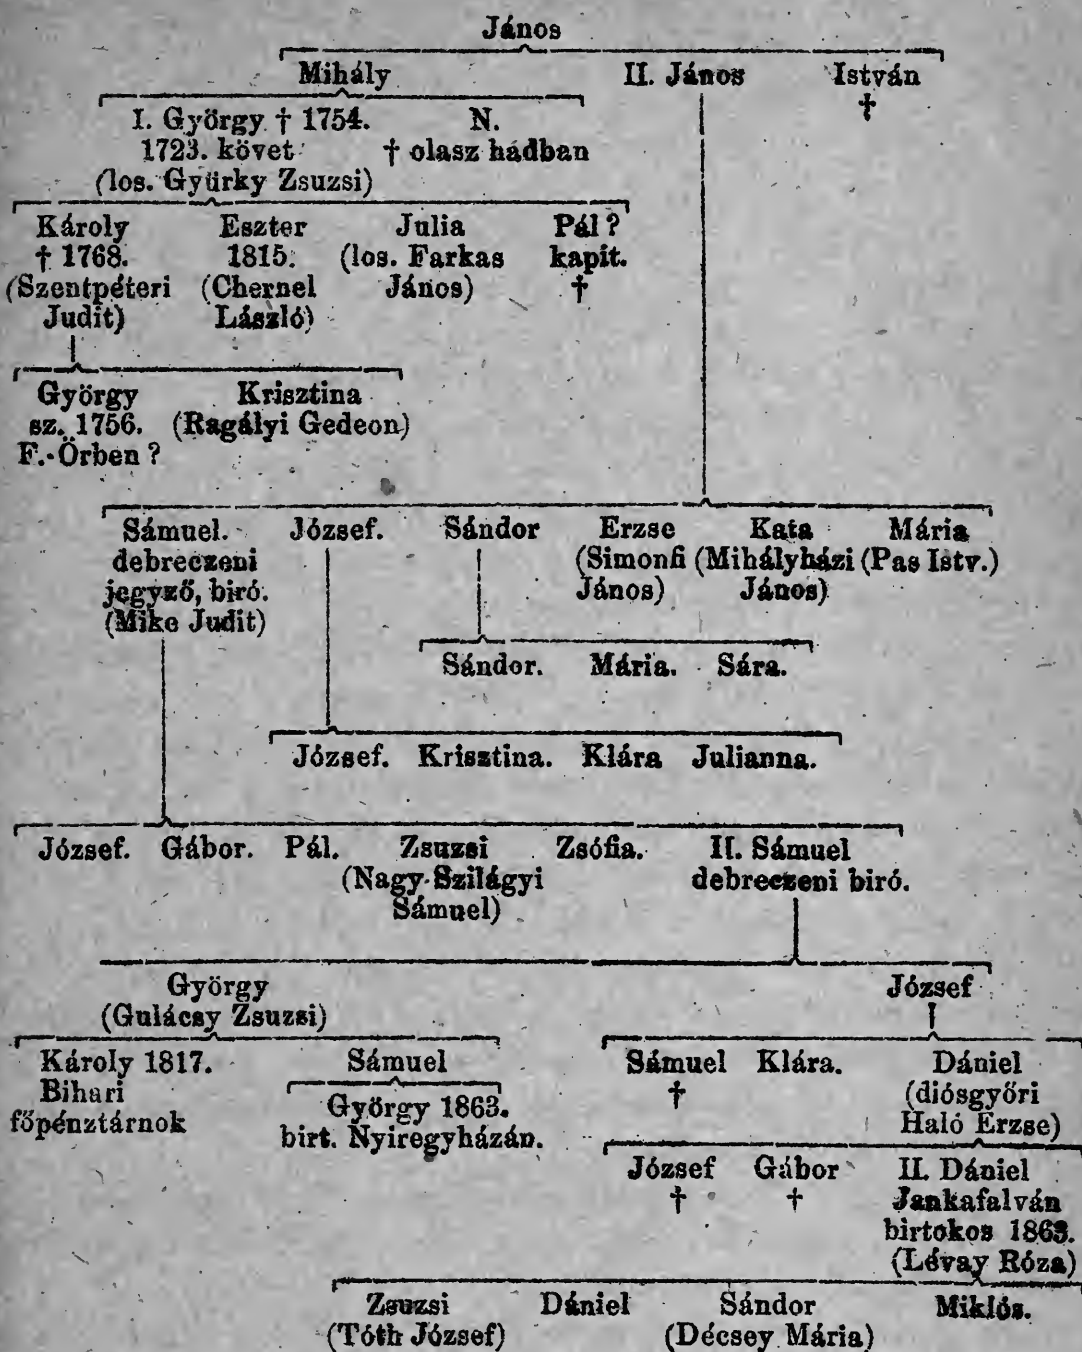 János
Mihály II. János István
†
I. György † 1754. N.
1723. követ † olasz hadban
(los. Gyürky Zsuzsi)
Károly Eszter Julia Pál?
† 1768. 1815. (los. Farkas kapit.
(Szentpéteri (Chernel János) †
Judit) László)
György Krisztina
sz. 1756. (Ragályi Gedeon)
F.-Örben?
Sámuel. József. Sándor Erzse Kata Mária
debreczeni (Simonfi (Mihályházi (Pas Istv.)
jegyző, biró. János) János)
(Mike Judit)
Sándor. Mária. Sára.
József. Krisztina. Klára Julianna.
József. Gábor. Pál. Zsuzsi Zsófia. II. Sámuel
(Nagy-Szilágyi debreczeni biró.
Sámuel)
György József
(Gulácsy Zsuzsi)
Károly 1817. Sámuel Sámuel Klára. Dániel
Bihari György 1863. † (diósgyőri
főpénztárnok birt. Nyiregyházán. Haló Erzse)
József Gábor II. Dániel
† † Jankafalván
birtokos 1863.
(Lévay Róza)
Zsuzsi Dániel Sándor Miklós.
(Tóth József) (Décsey Mária)